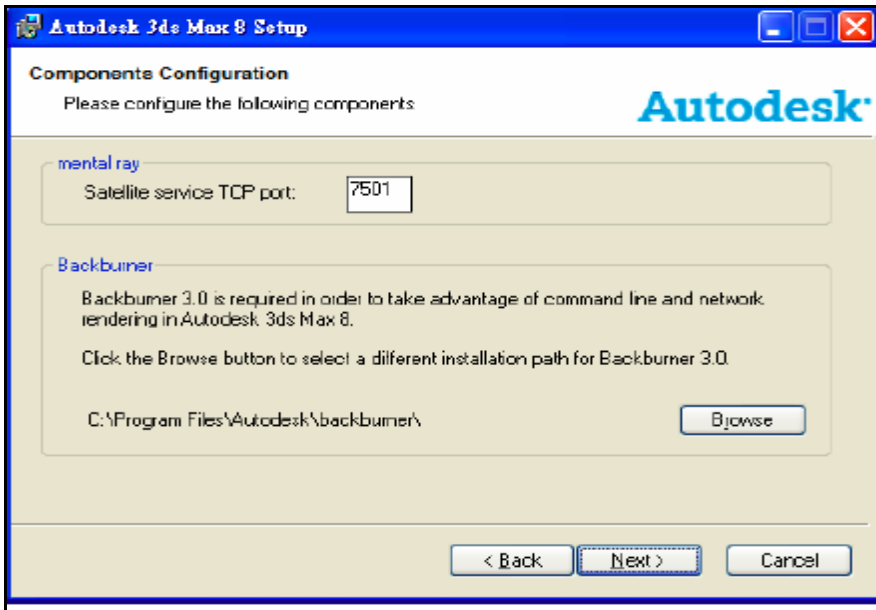 Autodesk 3ds Max 8 Setup
Components Configuration
Please configure the following components
Autodesk
mental ray
Satellite service TCP port: 7501
Backburner
Backburner 3.0 is required in order to take advantage of command line and network
rendering in Autodesk 3ds Max 8.
Click the Browse button to select a different installation path for Backburner 3.0.
C:\Program Files\Autodesk\backburner\ Browse
< Back Next > Cancel